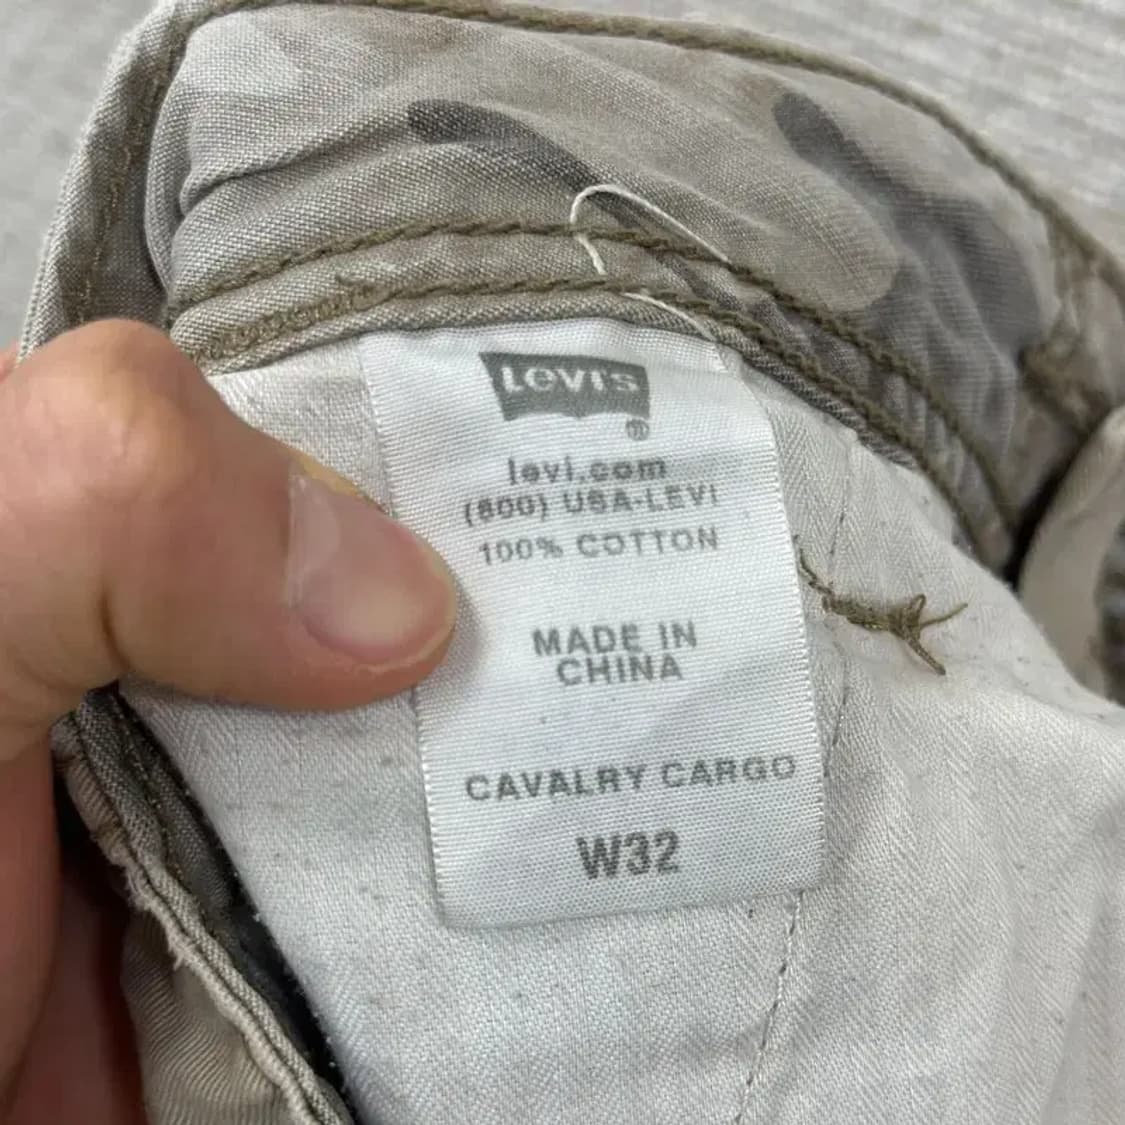 Levi's
®
levi.com
(800) USA-LEVI
100% COTTON
MADE IN
CHINA
CAVALRY CARGO
W32